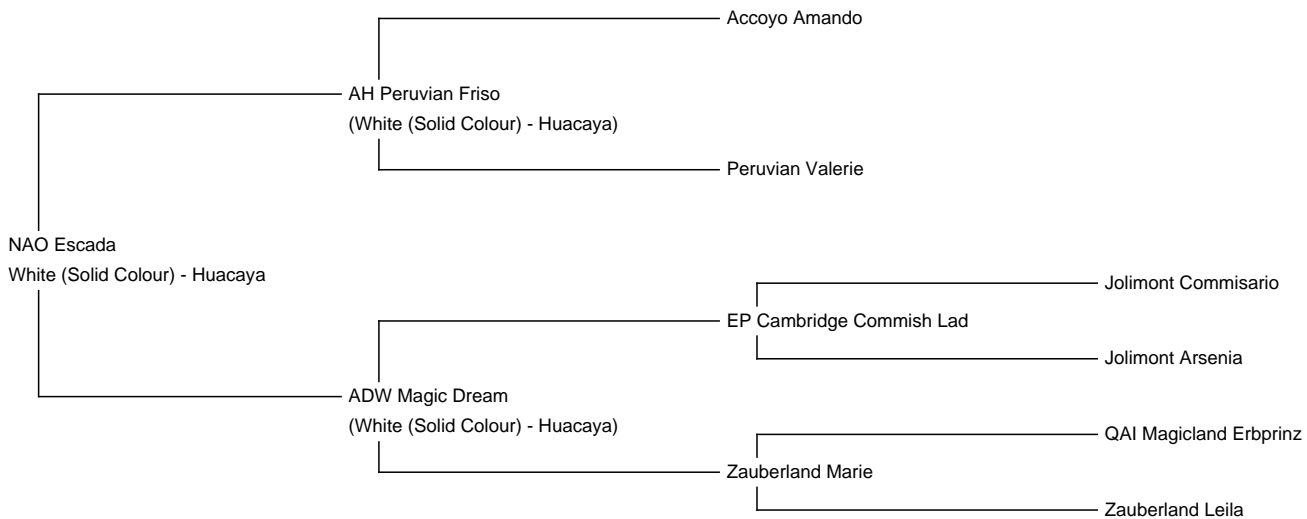 Accoyo Amando
AH Peruvian Friso
(White (Solid Colour) - Huacaya)
Peruvian Valerie
NAO Escada
White (Solid Colour) - Huacaya
Jolimont Commisario
EP Cambridge Commish Lad
Jolimont Arsenia
ADW Magic Dream
(White (Solid Colour) - Huacaya)
QAI Magicland Erbprinz
Zauberland Marie
Zauberland Leila